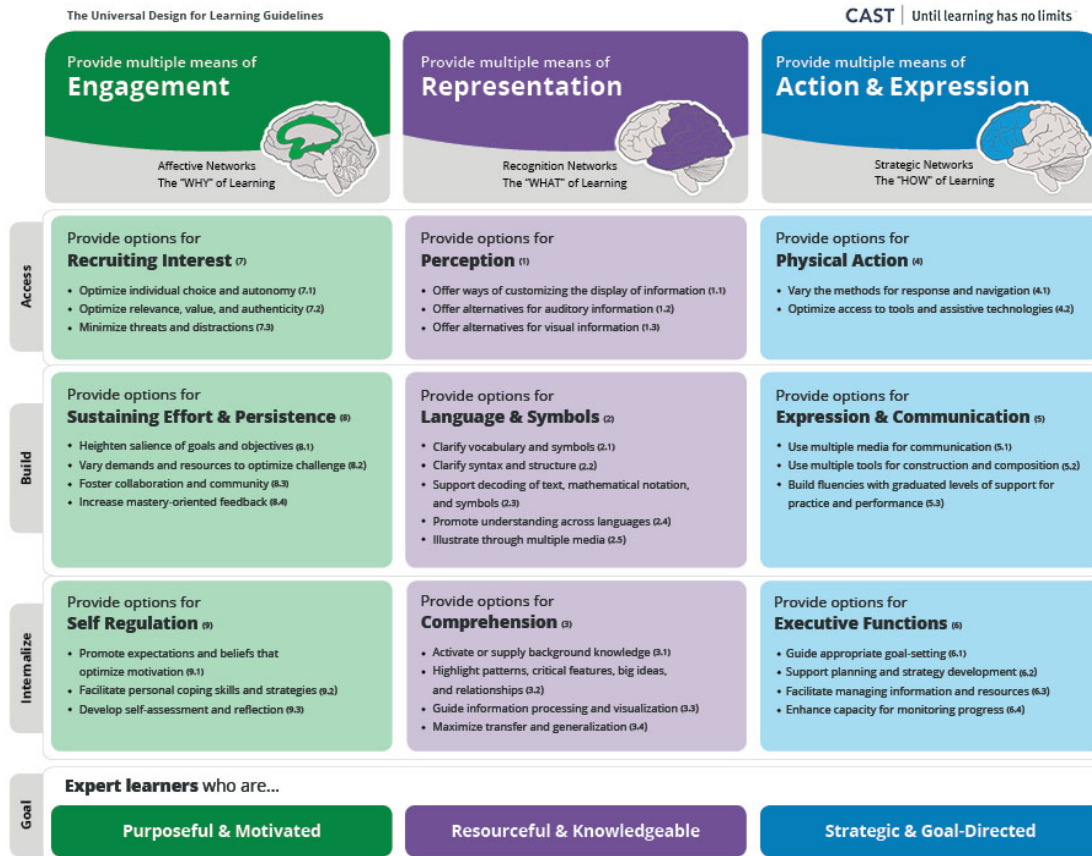 The Universal Design for Learning Guidelines
CAST | Until learning has no limits
Provide multiple means of
Engagement
Affective Networks
The "WHY" of Learning
Provide multiple means of
Representation
Recognition Networks
The "WHAT" of Learning
Provide multiple means of
Action & Expression
Strategic Networks
The "HOW" of Learning
Access
Provide options for
Recruiting Interest (7)
• Optimize individual choice and autonomy (7.1)
• Optimize relevance, value, and authenticity (7.2)
• Minimize threats and distractions (7.3)
Provide options for
Perception (1)
• Offer ways of customizing the display of information (1.1)
• Offer alternatives for auditory information (1.2)
• Offer alternatives for visual information (1.3)
Provide options for
Physical Action (4)
• Vary the methods for response and navigation (4.1)
• Optimize access to tools and assistive technologies (4.2)
Build
Provide options for
Sustaining Effort & Persistence (8)
• Heighten salience of goals and objectives (8.1)
• Vary demands and resources to optimize challenge (8.2)
• Foster collaboration and community (8.3)
• Increase mastery-oriented feedback (8.4)
Provide options for
Language & Symbols (2)
• Clarify vocabulary and symbols (2.1)
• Clarify syntax and structure (2.2)
• Support decoding of text, mathematical notation,
and symbols (2.3)
• Promote understanding across languages (2.4)
• Illustrate through multiple media (2.5)
Provide options for
Expression & Communication (5)
• Use multiple media for communication (5.1)
• Use multiple tools for construction and composition (5.2)
• Build fluencies with graduated levels of support for
practice and performance (5.3)
Internalize
Provide options for
Self Regulation (9)
• Promote expectations and beliefs that
optimize motivation (9.1)
• Facilitate personal coping skills and strategies (9.2)
• Develop self-assessment and reflection (9.3)
Provide options for
Comprehension (3)
• Activate or supply background knowledge (3.1)
• Highlight patterns, critical features, big ideas,
and relationships (3.2)
• Guide information processing and visualization (3.3)
• Maximize transfer and generalization (3.4)
Provide options for
Executive Functions (6)
• Guide appropriate goal-setting (6.1)
• Support planning and strategy development (6.2)
• Facilitate managing information and resources (6.3)
• Enhance capacity for monitoring progress (6.4)
Goal
Expert learners who are...
Purposeful & Motivated
Resourceful & Knowledgeable
Strategic & Goal-Directed